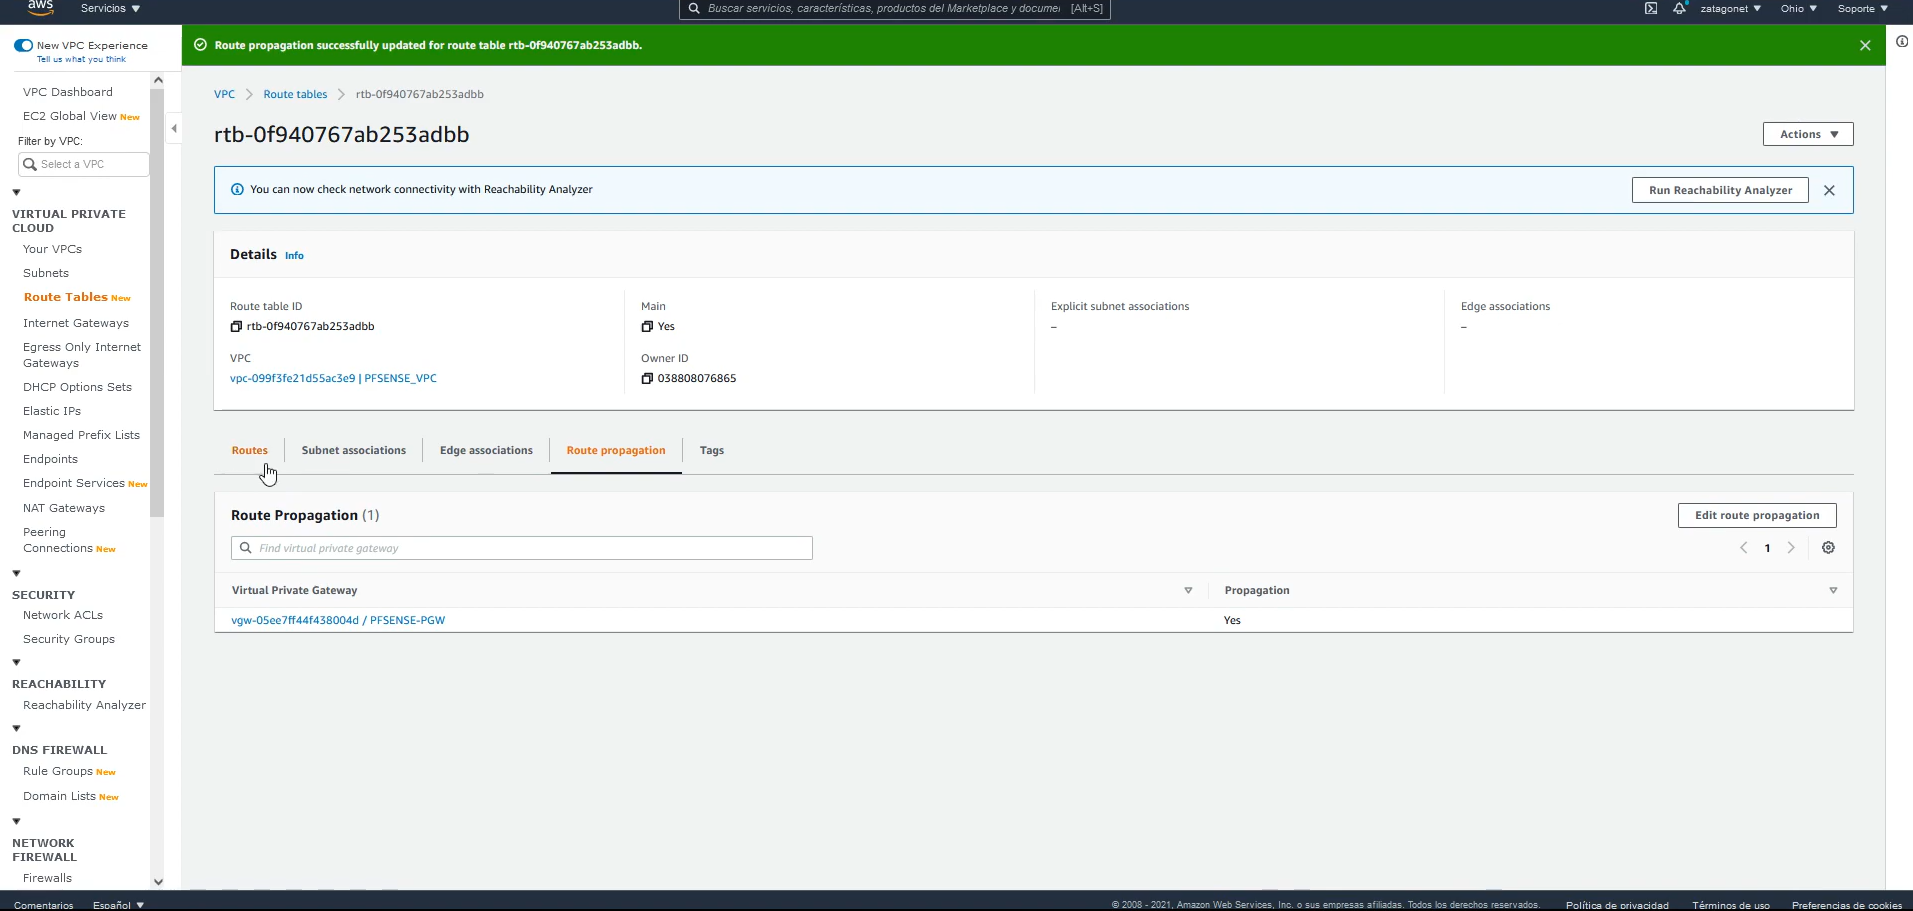 aws
Servicios
Buscar servicios, características, productos del Marketplace y documen [Alt+S]
zatagonet
Ohio
Soporte
New VPC Experience
Tell us what you think
Route propagation successfully updated for route table rtb-0f940767ab253adbb.
VPC Dashboard
EC2 Global View New
Filter by VPC:
Select a VPC
VIRTUAL PRIVATE
CLOUD
Your VPCs
Subnets
Route Tables New
Internet Gateways
Egress Only Internet
Gateways
DHCP Options Sets
Elastic IPs
Managed Prefix Lists
Endpoints
Endpoint Services New
NAT Gateways
Peering
Connections New
SECURITY
Network ACLs
Security Groups
REACHABILITY
Reachability Analyzer
DNS FIREWALL
Rule Groups New
Domain Lists New
NETWORK
FIREWALL
Firewalls
VPC
Route tables
rtb-0f940767ab253adbb
rtb-0f940767ab253adbb
Actions
You can now check network connectivity with Reachability Analyzer
Run Reachability Analyzer
Details Info
Route table ID
rtb-0f940767ab253adbb
VPC
vpc-099f3fe21d55ac3e9 | PFSENSE_VPC
Main
Yes
Owner ID
038808076865
Explicit subnet associations
–
Edge associations
–
Routes
Subnet associations
Edge associations
Route propagation
Tags
Route Propagation (1)
Edit route propagation
Find virtual private gateway
1
Virtual Private Gateway
Propagation
vgw-05ee7ff44f438004d / PFSENSE-PGW
Yes
Comentarios
Español
© 2008 - 2021, Amazon Web Services, Inc. o sus empresas afiliadas. Todos los derechos reservados.
Política de privacidad
Términos de uso
Preferencias de cookies